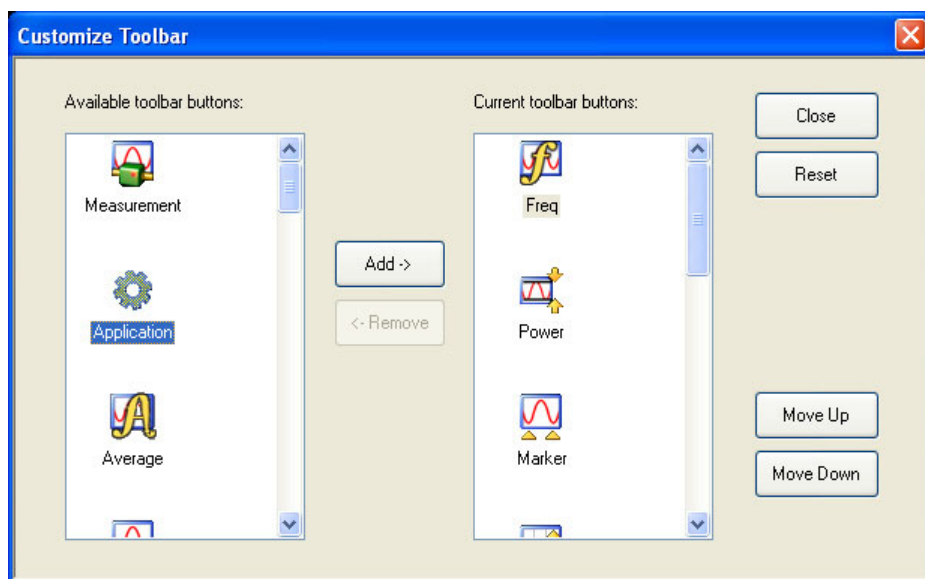 Customize Toolbar
Available toolbar buttons:
Measurement
Application
Average
Add ->
<- Remove
Current toolbar buttons:
Freq
Power
Marker
Close
Reset
Move Up
Move Down